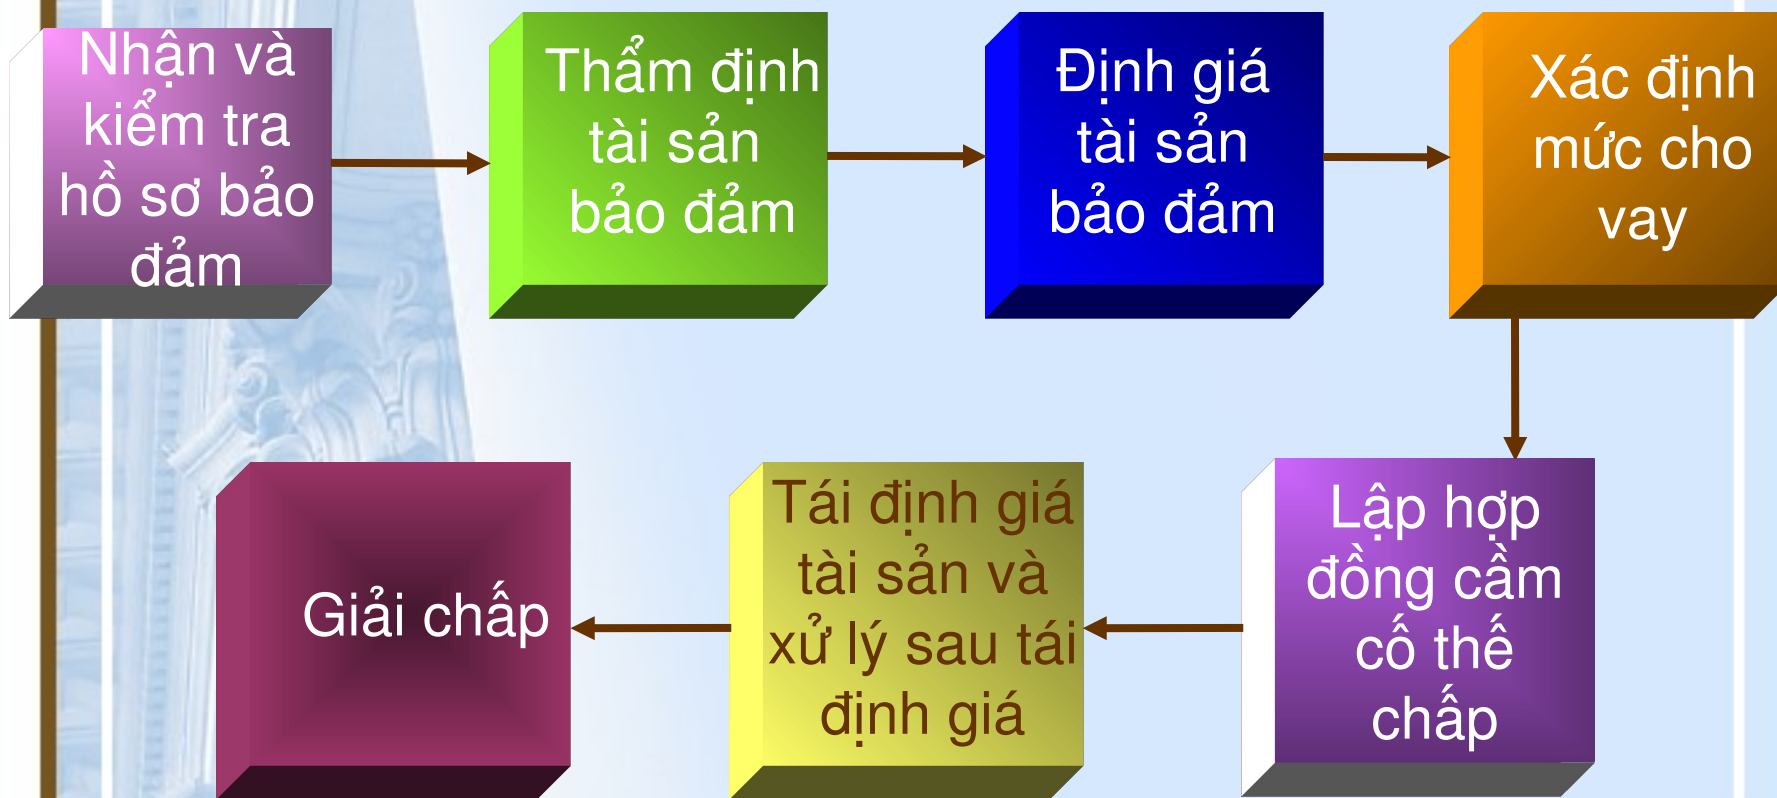 Nhận và
kiểm tra
hồ sơ bảo
đảm
Thẩm định
tài sản
bảo đảm
Định giá
tài sản
bảo đảm
Xác định
mức cho
vay
Lập hợp
đồng cầm
cố thế
chấp
Tái định giá
tài sản và
xử lý sau tái
định giá
Giải chấp